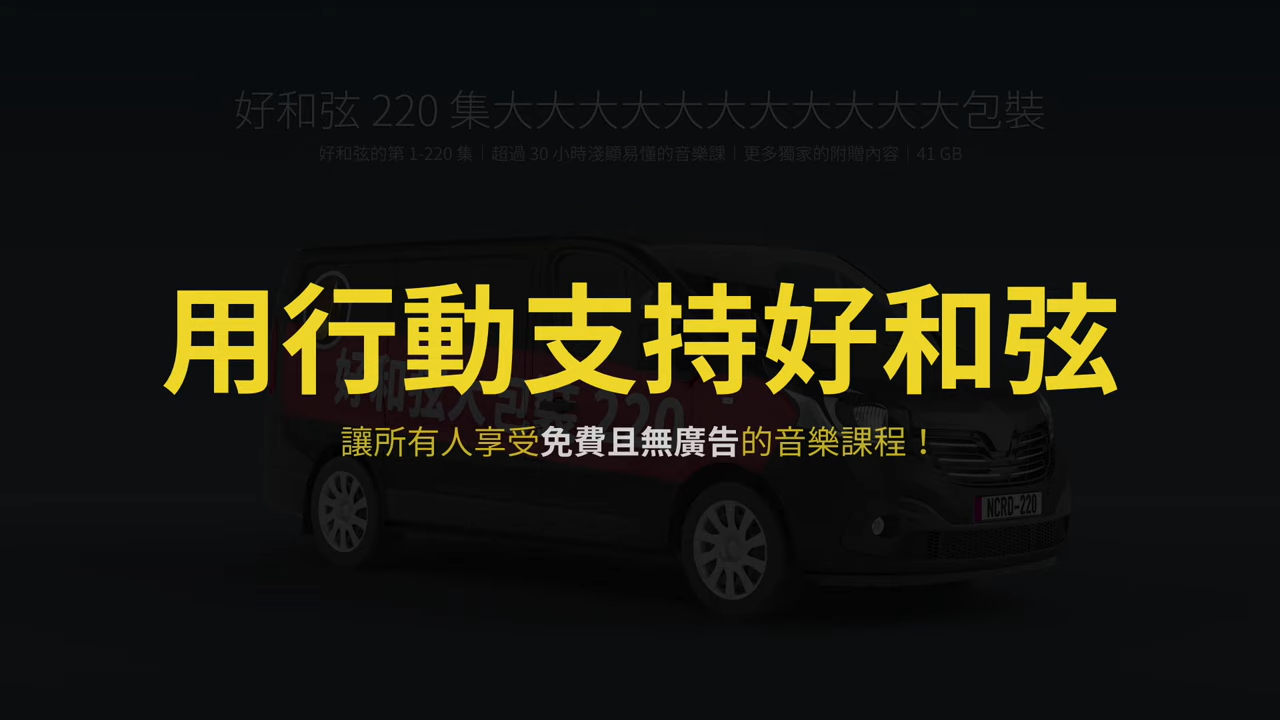 好和弦 220 集大大大大大大大大大大大包裝
好和弦的第 1-220 集｜超過 30 小時淺顯易懂的音樂課｜更多獨家的附贈內容｜41 GB
用行動支持好和弦
好和弦大包裝 220
讓所有人享受免費且無廣告的音樂課程！
NCRD-220